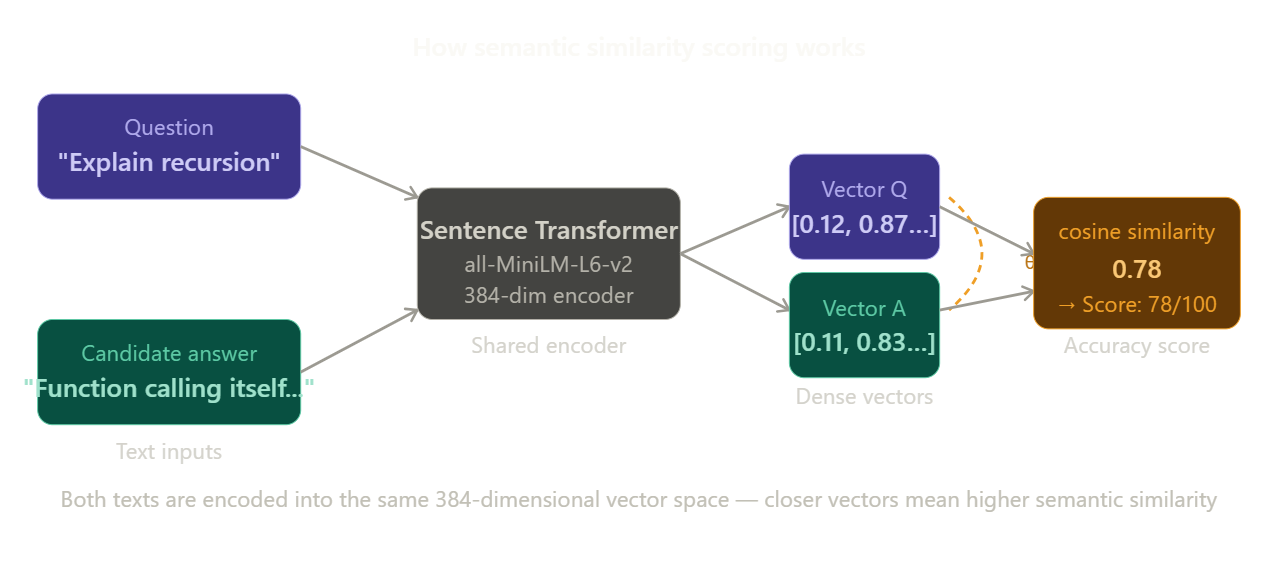 How semantic similarity scoring works
Question
"Explain recursion"
Candidate answer
"Function calling itself..."
Text inputs
Sentence Transformer
all-MiniLM-L6-v2
384-dim encoder
Shared encoder
Vector Q
[0.12, 0.87...]
Vector A
[0.11, 0.83...]
Dense vectors
θ
cosine similarity
0.78
→ Score: 78/100
Accuracy score
Both texts are encoded into the same 384-dimensional vector space — closer vectors mean higher semantic similarity